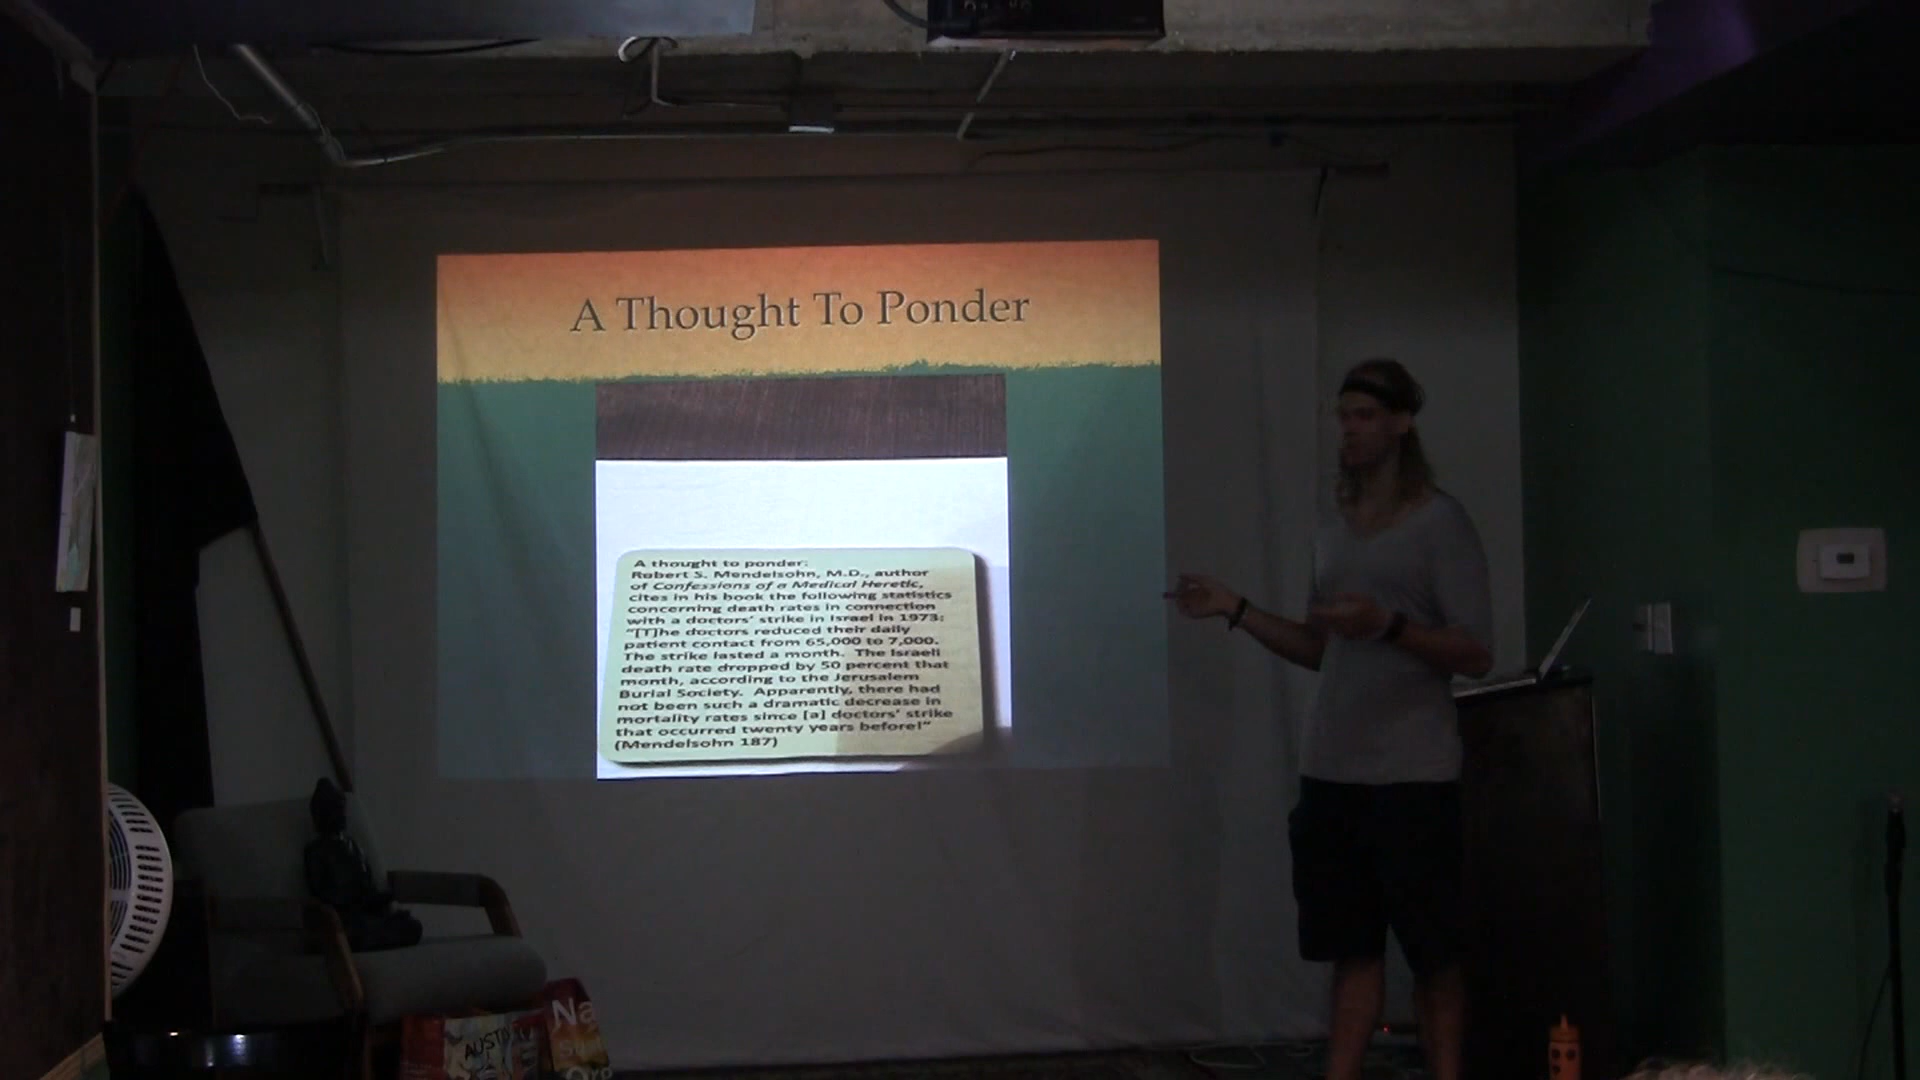 A Thought To Ponder
A thought to ponder:
Robert S. Mendelsohn, M.D., author
of Confessions of a Medical Heretic,
cites in his book the following statistics
concerning death rates in connection
with a doctors' strike in Israel in 1973:
"[T]he doctors reduced their daily
patient contact from 65,000 to 7,000.
The strike lasted a month. The Israeli
death rate dropped by 50 percent that
month, according to the Jerusalem
Burial Society. Apparently, there had
not been such a dramatic decrease in
mortality rates since [a] doctors' strike
that occurred twenty years before!"
(Mendelsohn 187)
Na